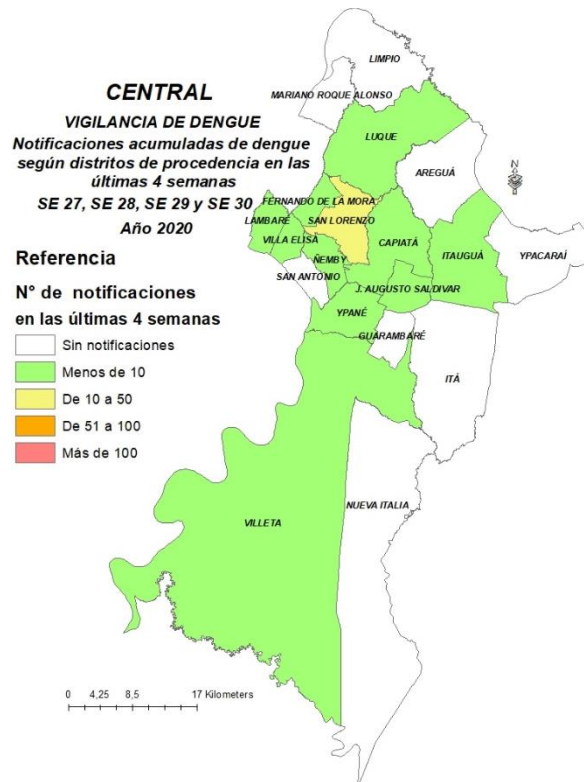 CENTRAL
VIGILANCIA DE DENGUE
Notificaciones acumuladas de dengue
según distritos de procedencia en las
últimas 4 semanas
SE 27, SE 28, SE 29 y SE 30
Año 2020
Referencia
N° de notificaciones
en las últimas 4 semanas
Sin notificaciones
Menos de 10
De 10 a 50
De 51 a 100
Más de 100
LIMPIO
MARIANO ROQUE ALONSO
LUQUE
AREGUÁ
N
FERNANDO DE LA MORA
LAMBARÉ
SAN LORENZO
VILLA ELISA
CAPIATÁ
ITAUGUÁ
YPACARAÍ
ÑEMBY
SAN ANTONIO
J. AUGUSTO SALDIVAR
YPANÉ
GUARAMBARÉ
ITÁ
NUEVA ITALIA
VILLETA
0 4,25 8,5 17 Kilometers